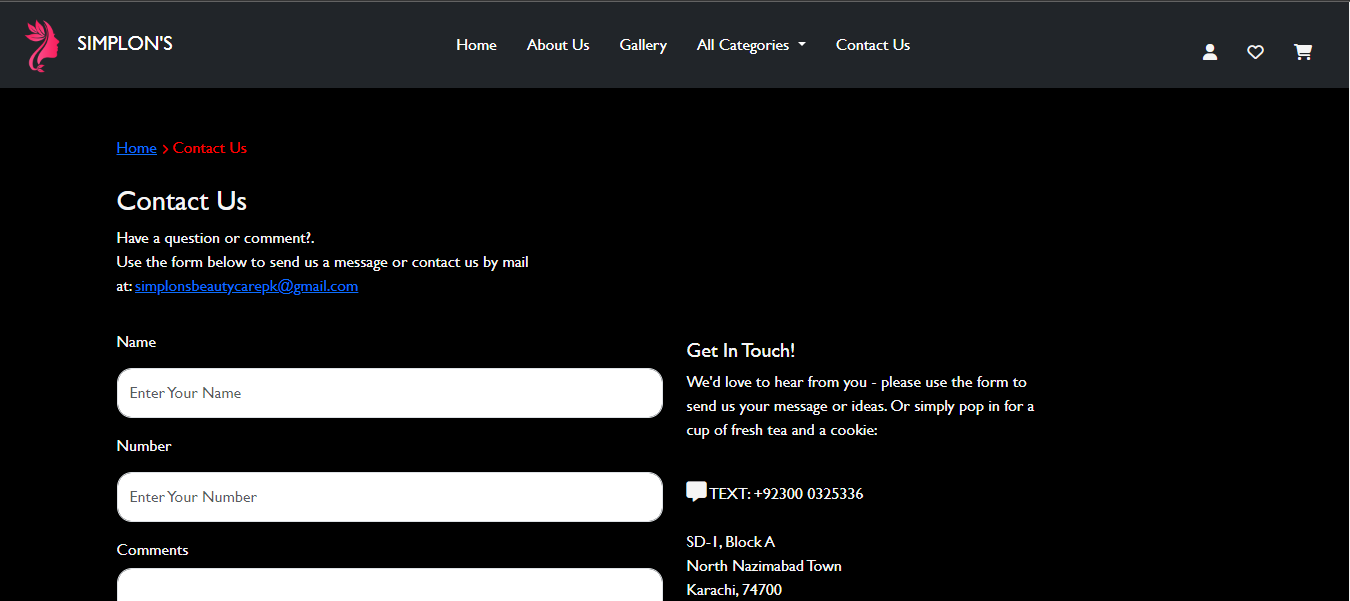 SIMPLON'S
Home
About Us
Gallery
All Categories
Contact Us
Home > Contact Us
Contact Us
Have a question or comment?.
Use the form below to send us a message or contact us by mail
at: simplonsbeautycarepk@gmail.com
Name
Enter Your Name
Number
Enter Your Number
Comments
Get In Touch!
We'd love to hear from you - please use the form to
send us your message or ideas. Or simply pop in for a
cup of fresh tea and a cookie:
TEXT: +92300 0325336
SD-1, Block A
North Nazimabad Town
Karachi, 74700